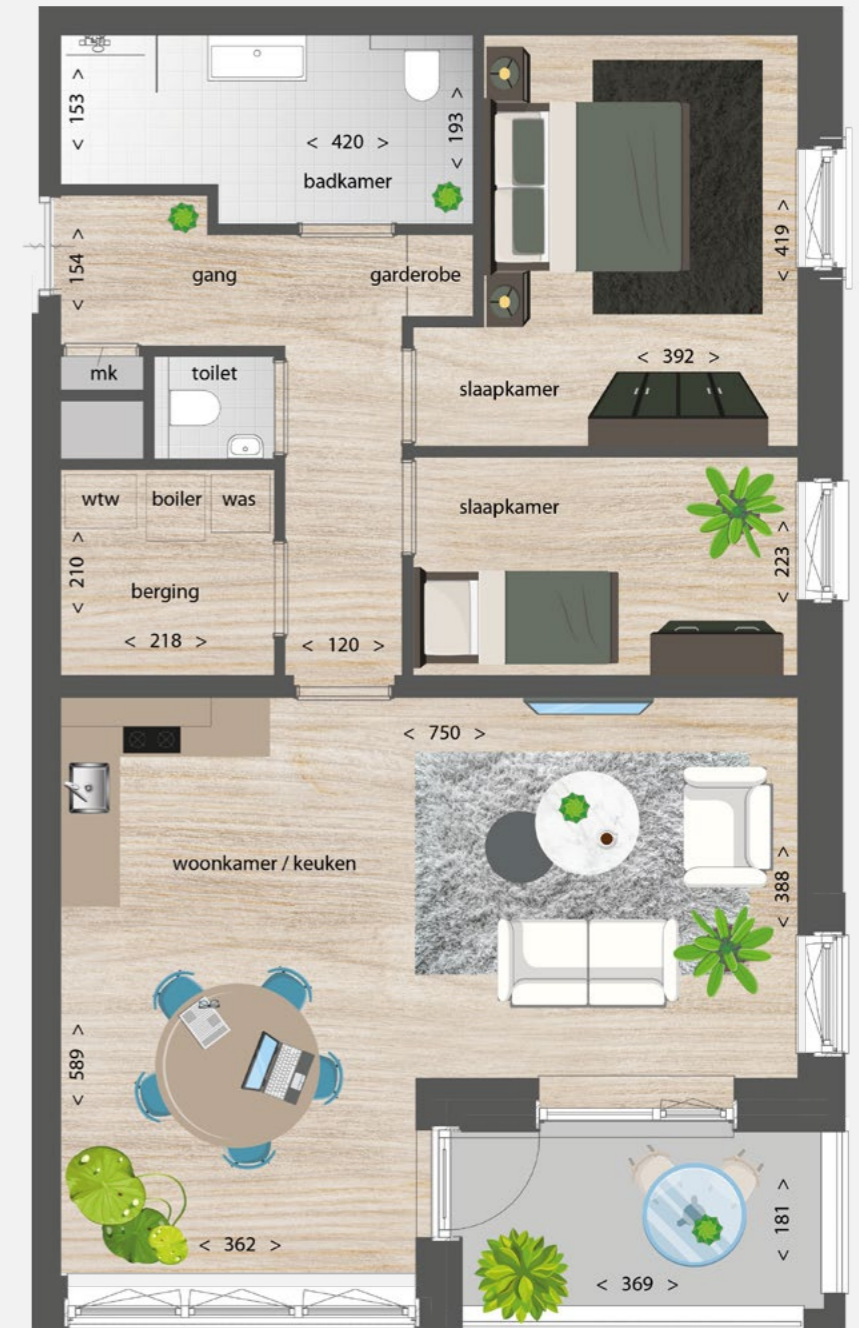 < 153 >
< 420 >
< 193 >
badkamer
< 154 >
gang
garderobe
< 419 >
mk
toilet
< 392 >
slaapkamer
wtw
boiler
was
slaapkamer
< 210 >
berging
< 223 >
< 218 >
< 120 >
< 750 >
woonkamer / keuken
< 388 >
< 589 >
< 362 >
< 181 >
< 369 >